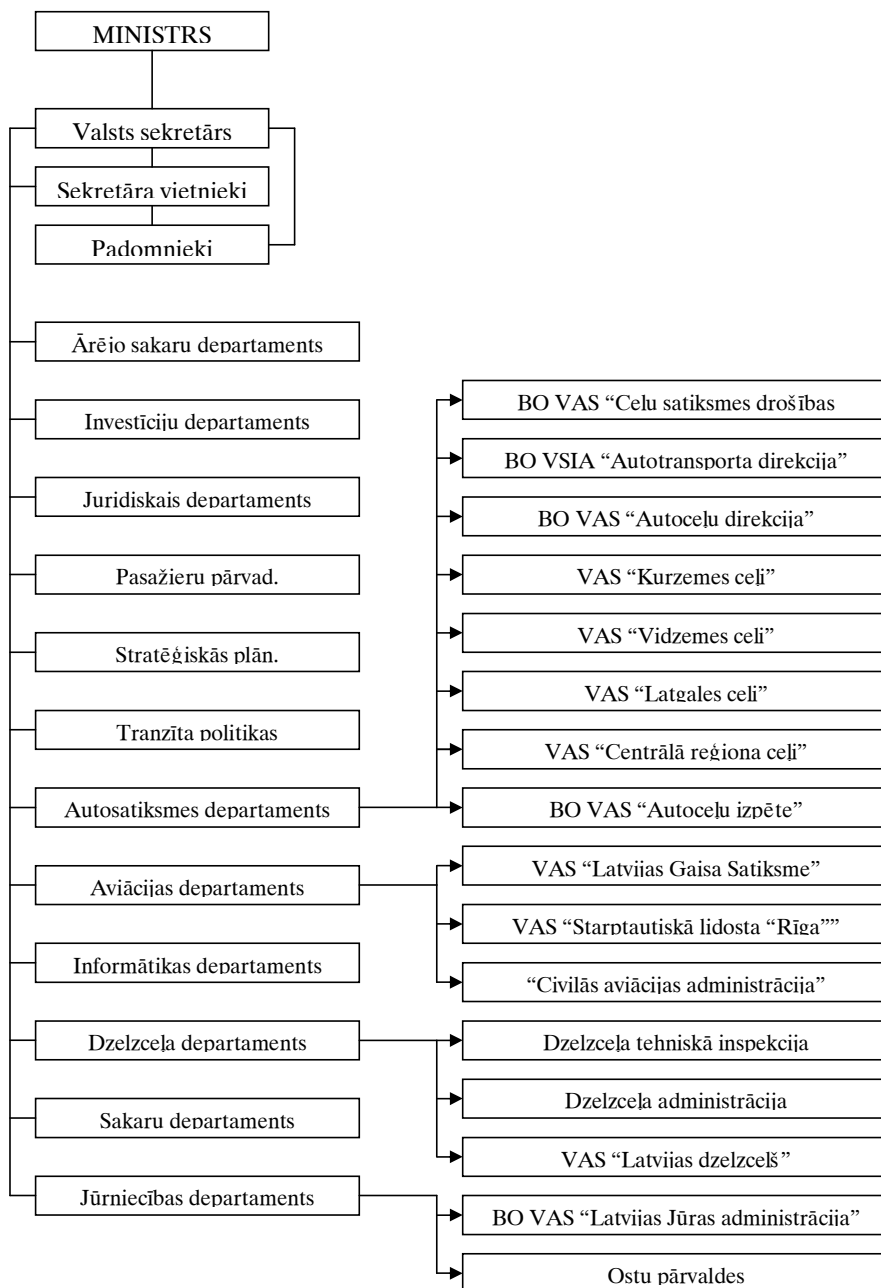 MINISTRS
Valsts sekretārs
Sekretāra vietnieki
Padomnieki
Ārējo sakaru departaments
Investīciju departaments
Juridiskais departaments
Pasažieru pārvad.
Stratēģiskās plān.
Tranzīta politikas
Autosatiksmes departaments
Aviācijas departaments
Informātikas departaments
Dzelzceļa departaments
Sakaru departaments
Jūrniecības departaments
BO VAS “Ceļu satiksmes drošības
BO VSIA “Autotransporta direkcija”
BO VAS “Autoceļu direkcija”
VAS “Kurzemes ceļi”
VAS “Vidzemes ceļi”
VAS “Latgales ceļi”
VAS “Centrālā reģiona ceļi”
BO VAS “Autoceļu izpēte”
VAS “Latvijas Gaisa Satiksme”
VAS “Starptautiskā lidosta “Rīga””
“Civilās aviācijas administrācija”
Dzelzceļa tehniskā inspekcija
Dzelzceļa administrācija
VAS “Latvijas dzelzceļš”
BO VAS “Latvijas Jūras administrācija”
Ostu pārvaldes